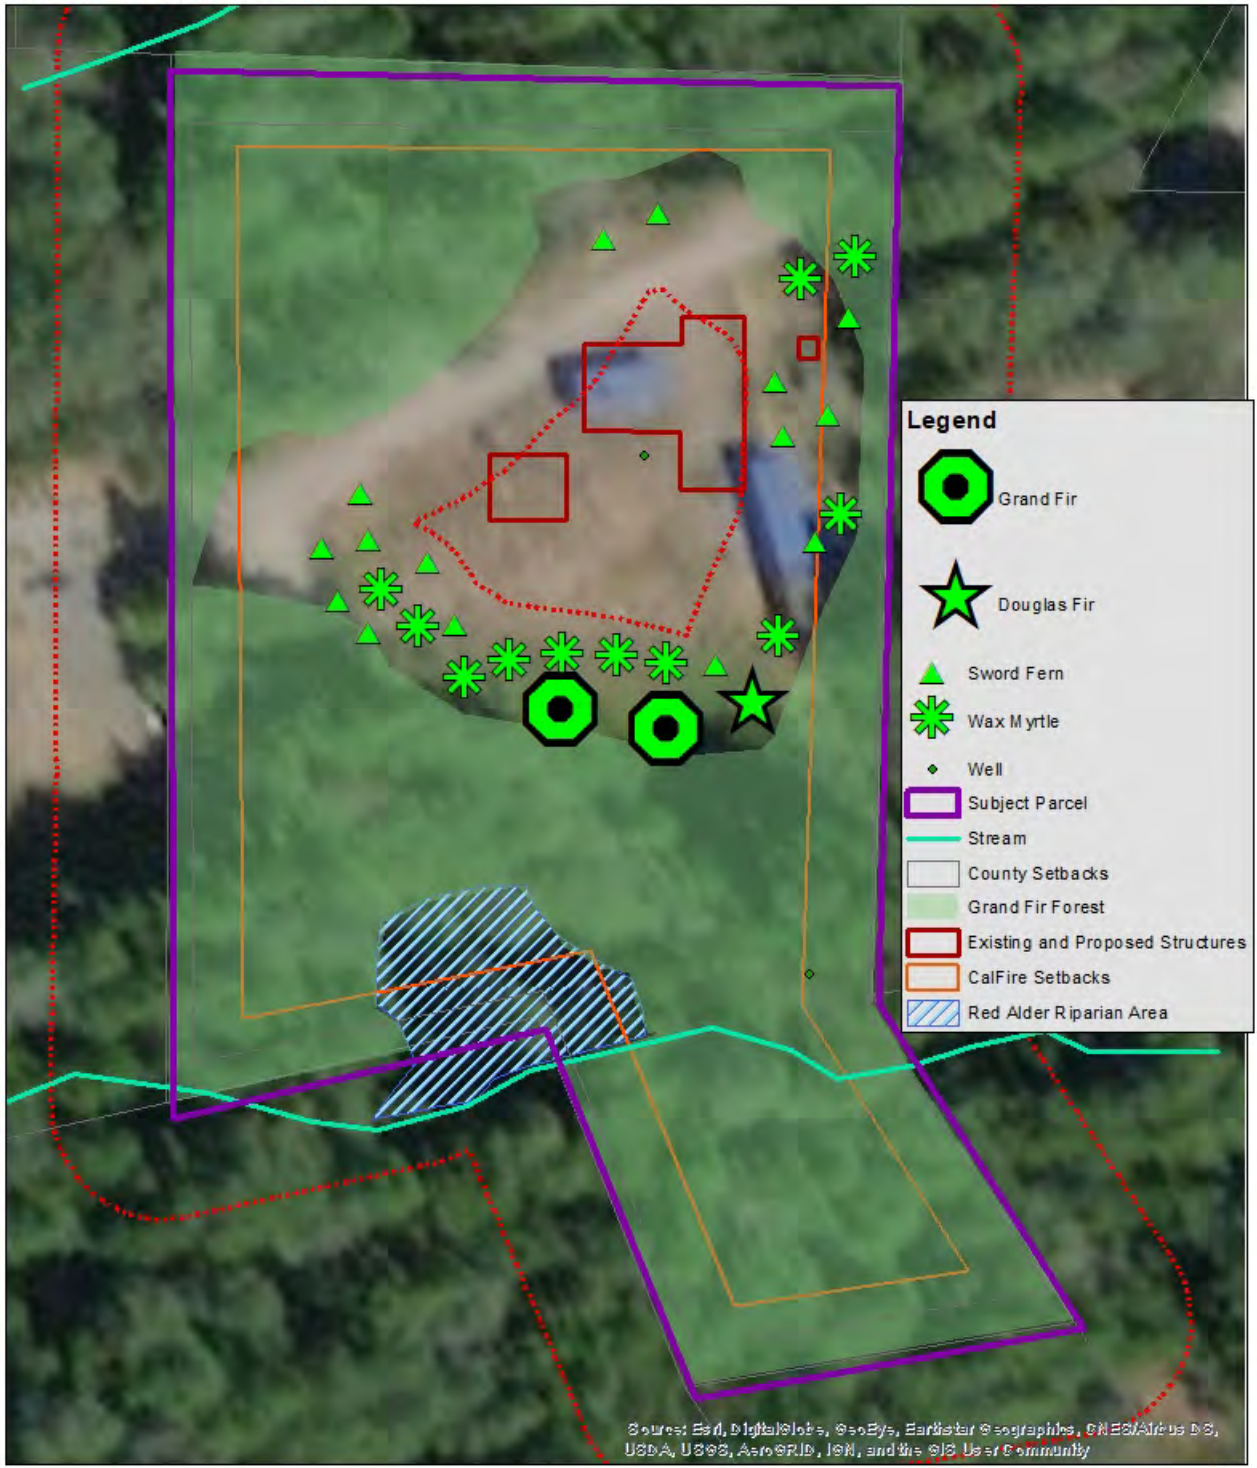 Legend
Grand Fir
Douglas Fir
Sword Fern
Wax Myrtle
Well
Subject Parcel
Stream
County Setbacks
Grand Fir Forest
Existing and Proposed Structures
CalFire Setbacks
Red Alder Riparian Area
Source: Esri, DigitalGlobe, GeoEye, Earthstar Geographics, CNES/Airbus DS,
USDA, USGS, AeroGRID, IGN, and the GIS User Community